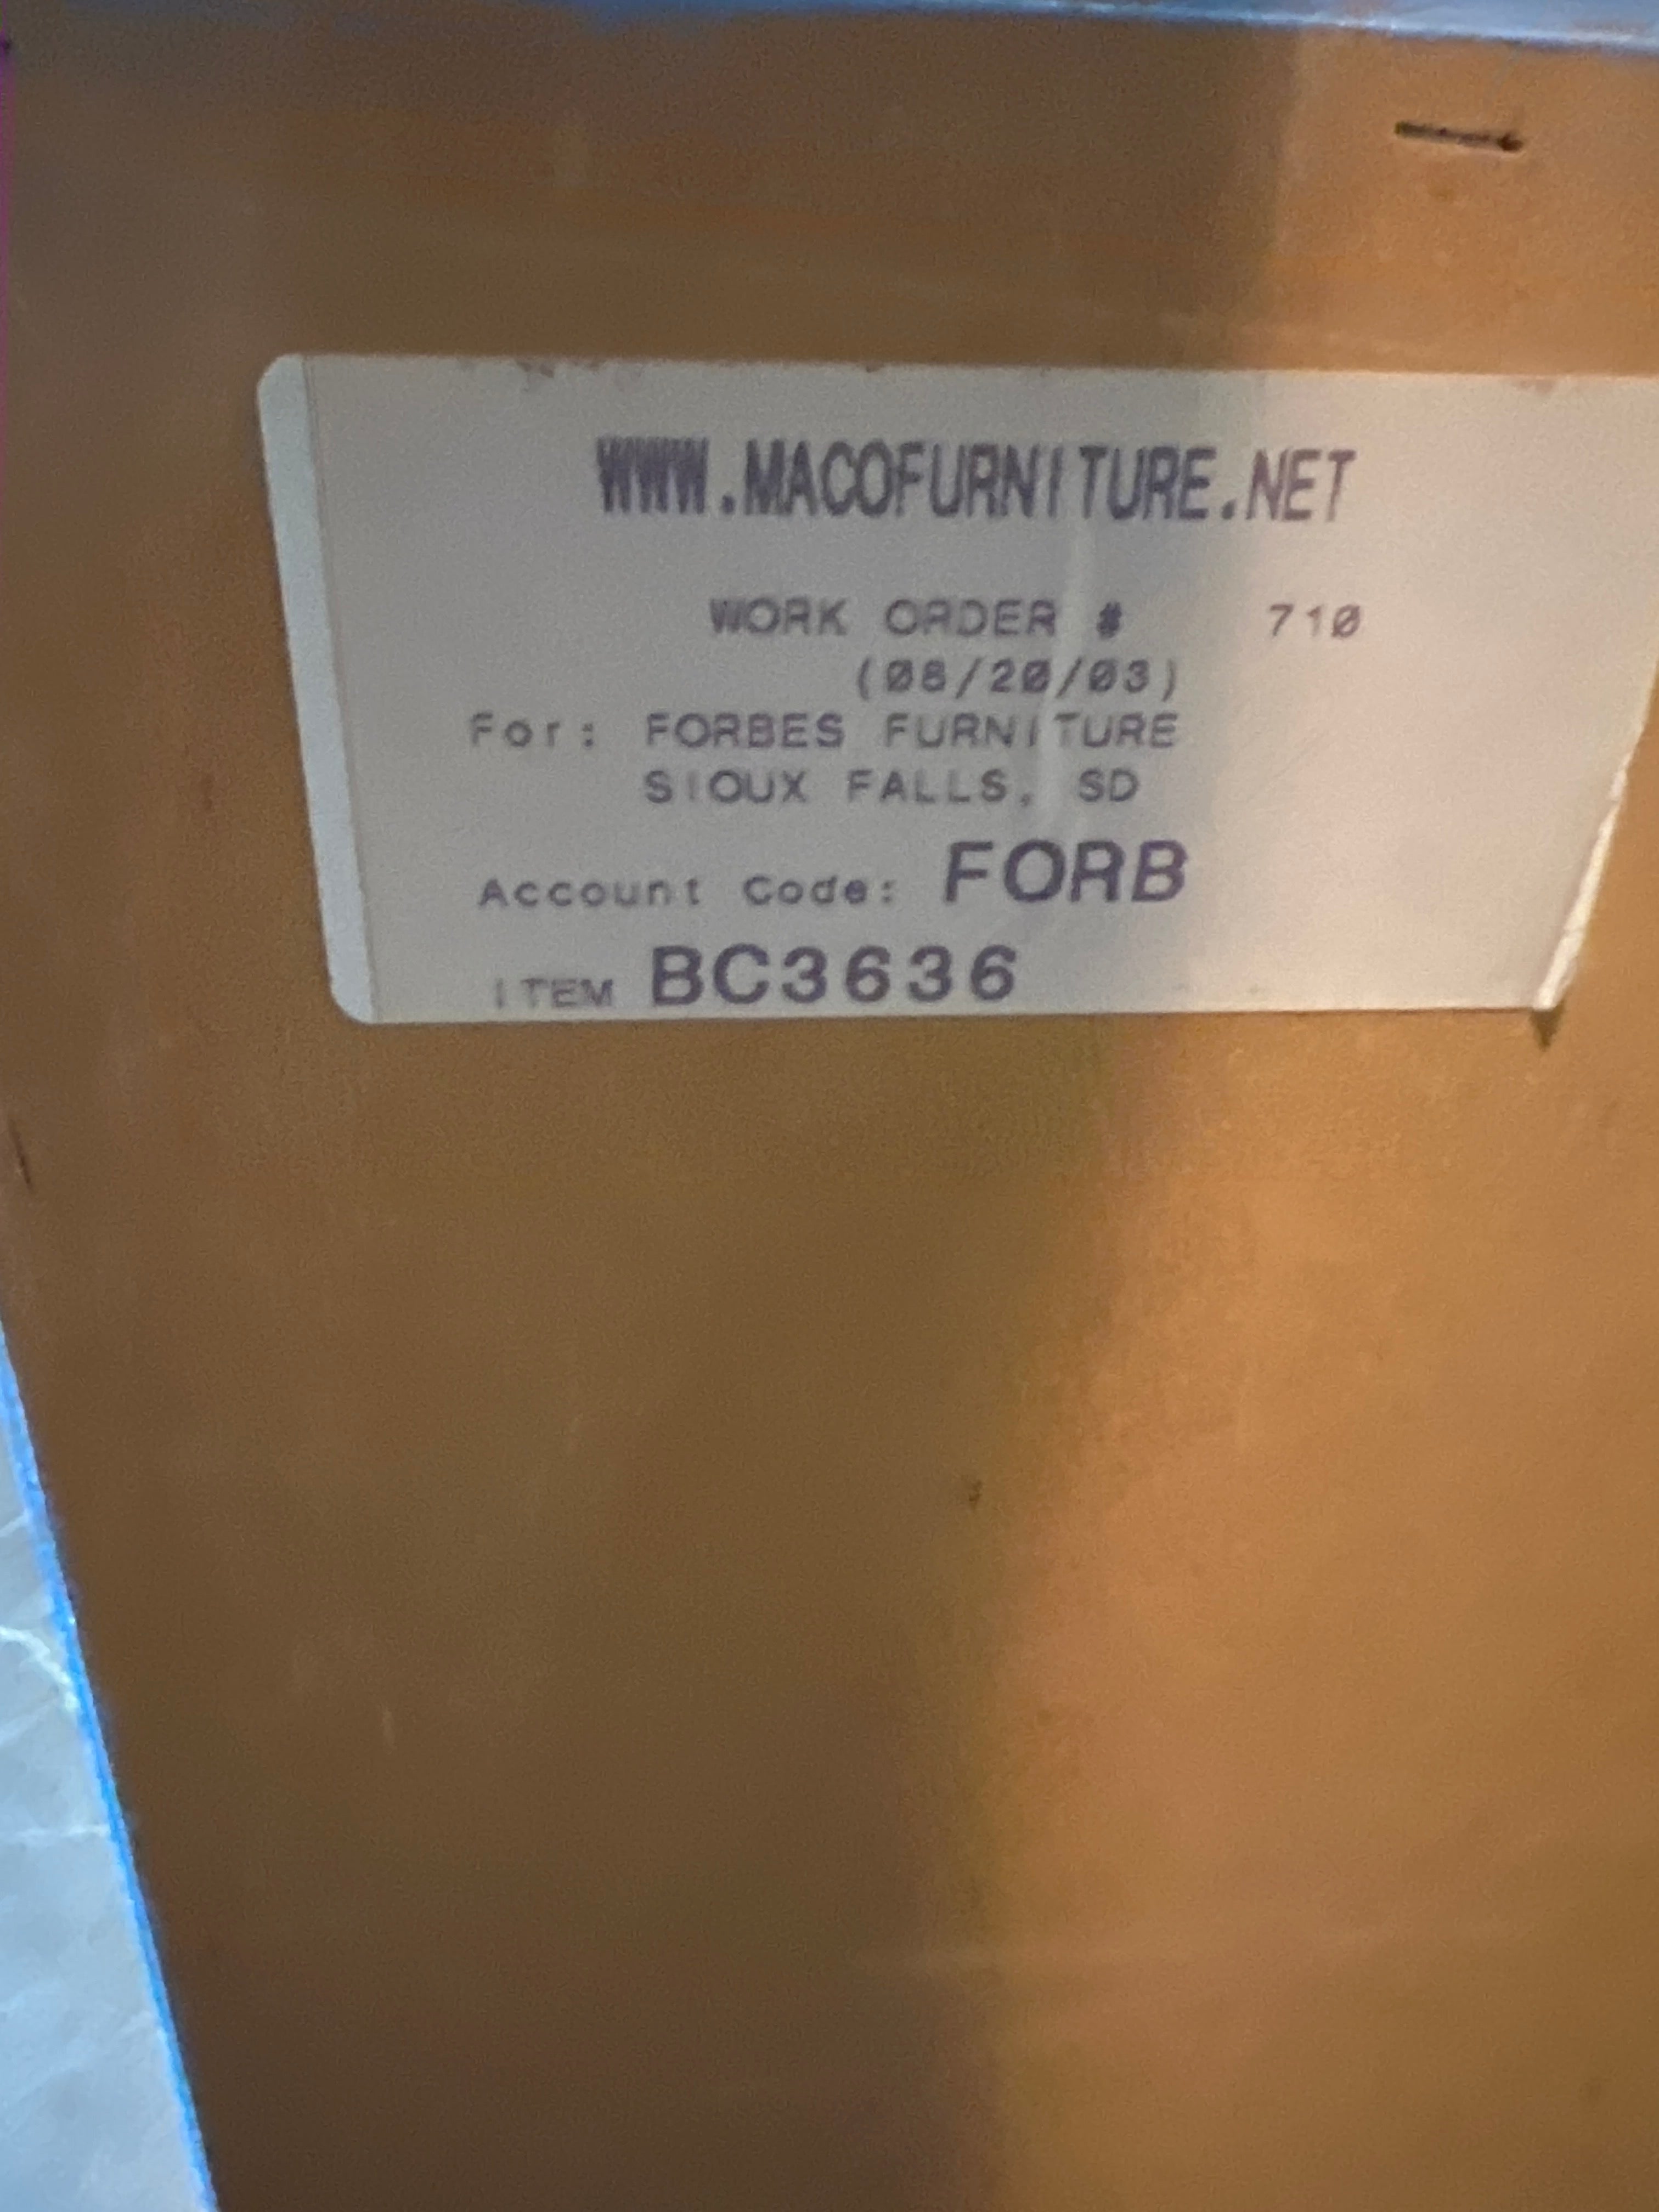 WWW.MACOFURNITURE.NET
WORK ORDER # 710
(08/20/03)
For: FORBES FURNITURE
SIOUX FALLS, SD
Account Code: FORB
ITEM BC3636